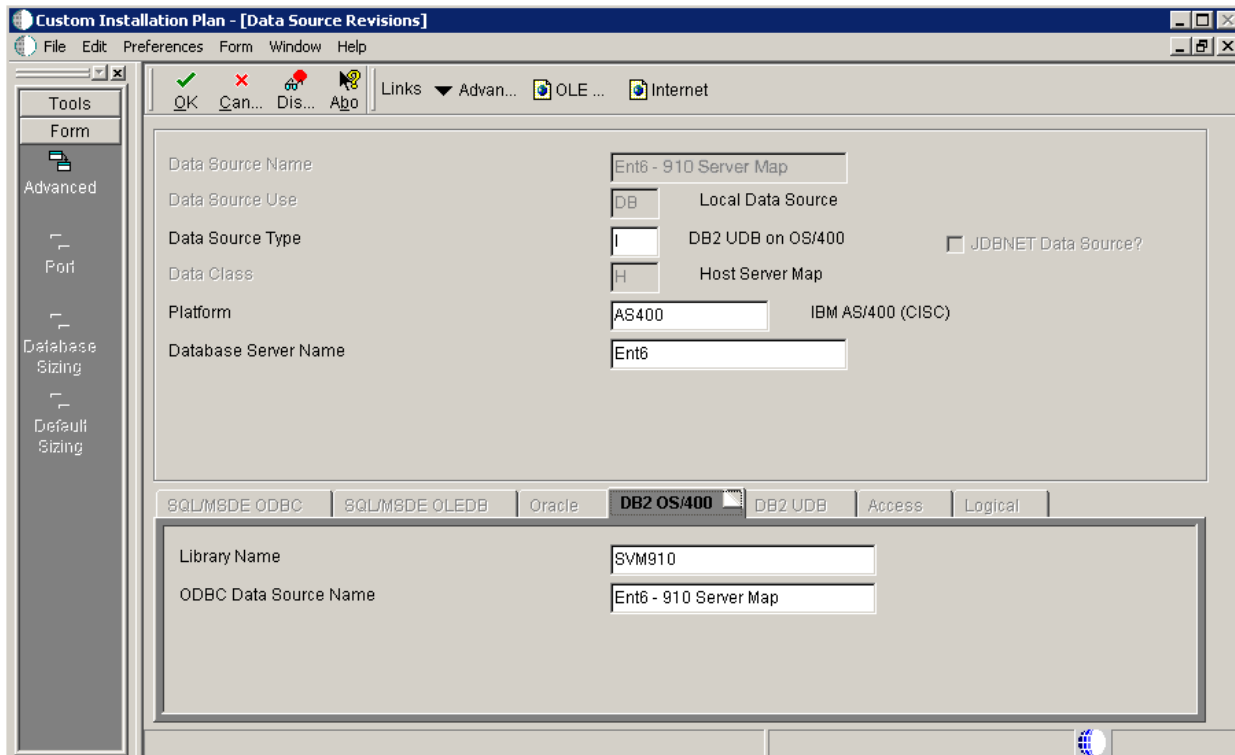 Custom Installation Plan - [Data Source Revisions]
File Edit Preferences Form Window Help
OK Can... Dis... Abo Links Advan... OLE ... Internet
Tools
Form
Advanced
Port
Database
Sizing
Default
Sizing
Data Source Name Ent6 - 910 Server Map
Data Source Use DB Local Data Source
Data Source Type I DB2 UDB on OS/400 JDBNET Data Source?
Data Class H Host Server Map
Platform AS400 IBM AS/400 (CISC)
Database Server Name Ent6
SQL/MSDE ODBC SQL/MSDE OLEDB Oracle DB2 OS/400 DB2 UDB Access Logical
Library Name SVM910
ODBC Data Source Name Ent6 - 910 Server Map